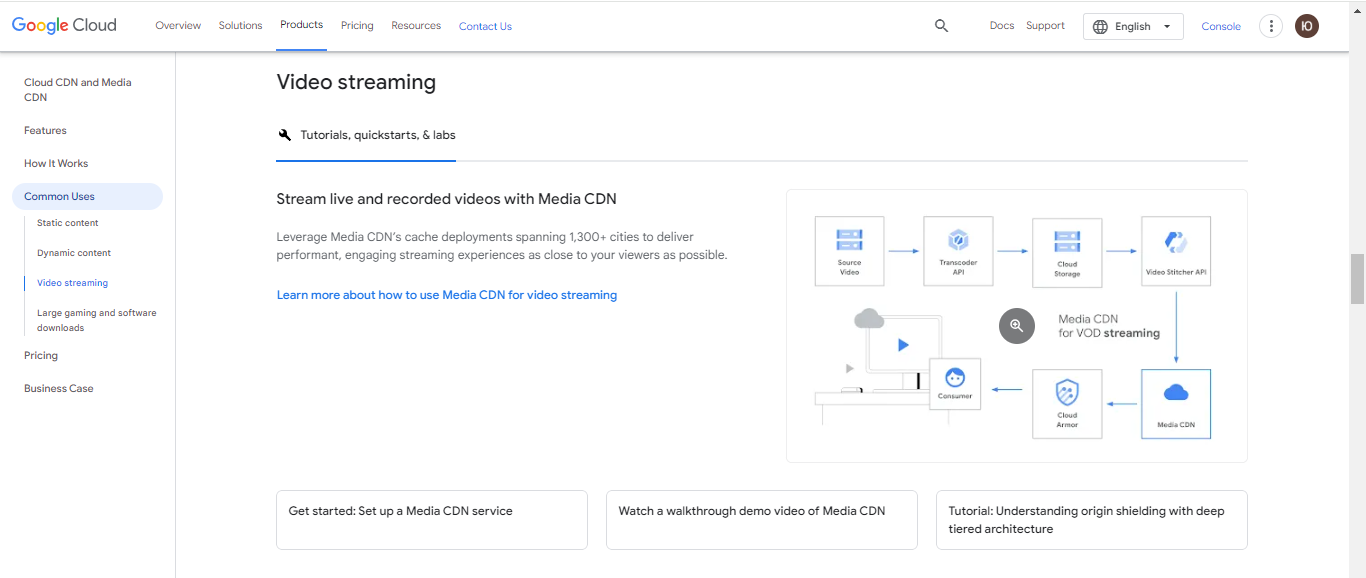 Google Cloud
Overview
Solutions
Products
Pricing
Resources
Contact Us
Docs
Support
English
Console
Ю
Cloud CDN and Media
CDN
Features
How It Works
Common Uses
Static content
Dynamic content
Video streaming
Large gaming and software
downloads
Pricing
Business Case
Video streaming
Tutorials, quickstarts, & labs
Stream live and recorded videos with Media CDN
Leverage Media CDN’s cache deployments spanning 1,300+ cities to deliver
performant, engaging streaming experiences as close to your viewers as possible.
Learn more about how to use Media CDN for video streaming
Source
Video
Transcoder
API
Cloud
Storage
Video Stitcher API
Media CDN
for VOD streaming
Consumer
Cloud
Armor
Media CDN
Get started: Set up a Media CDN service
Watch a walkthrough demo video of Media CDN
Tutorial: Understanding origin shielding with deep
tiered architecture